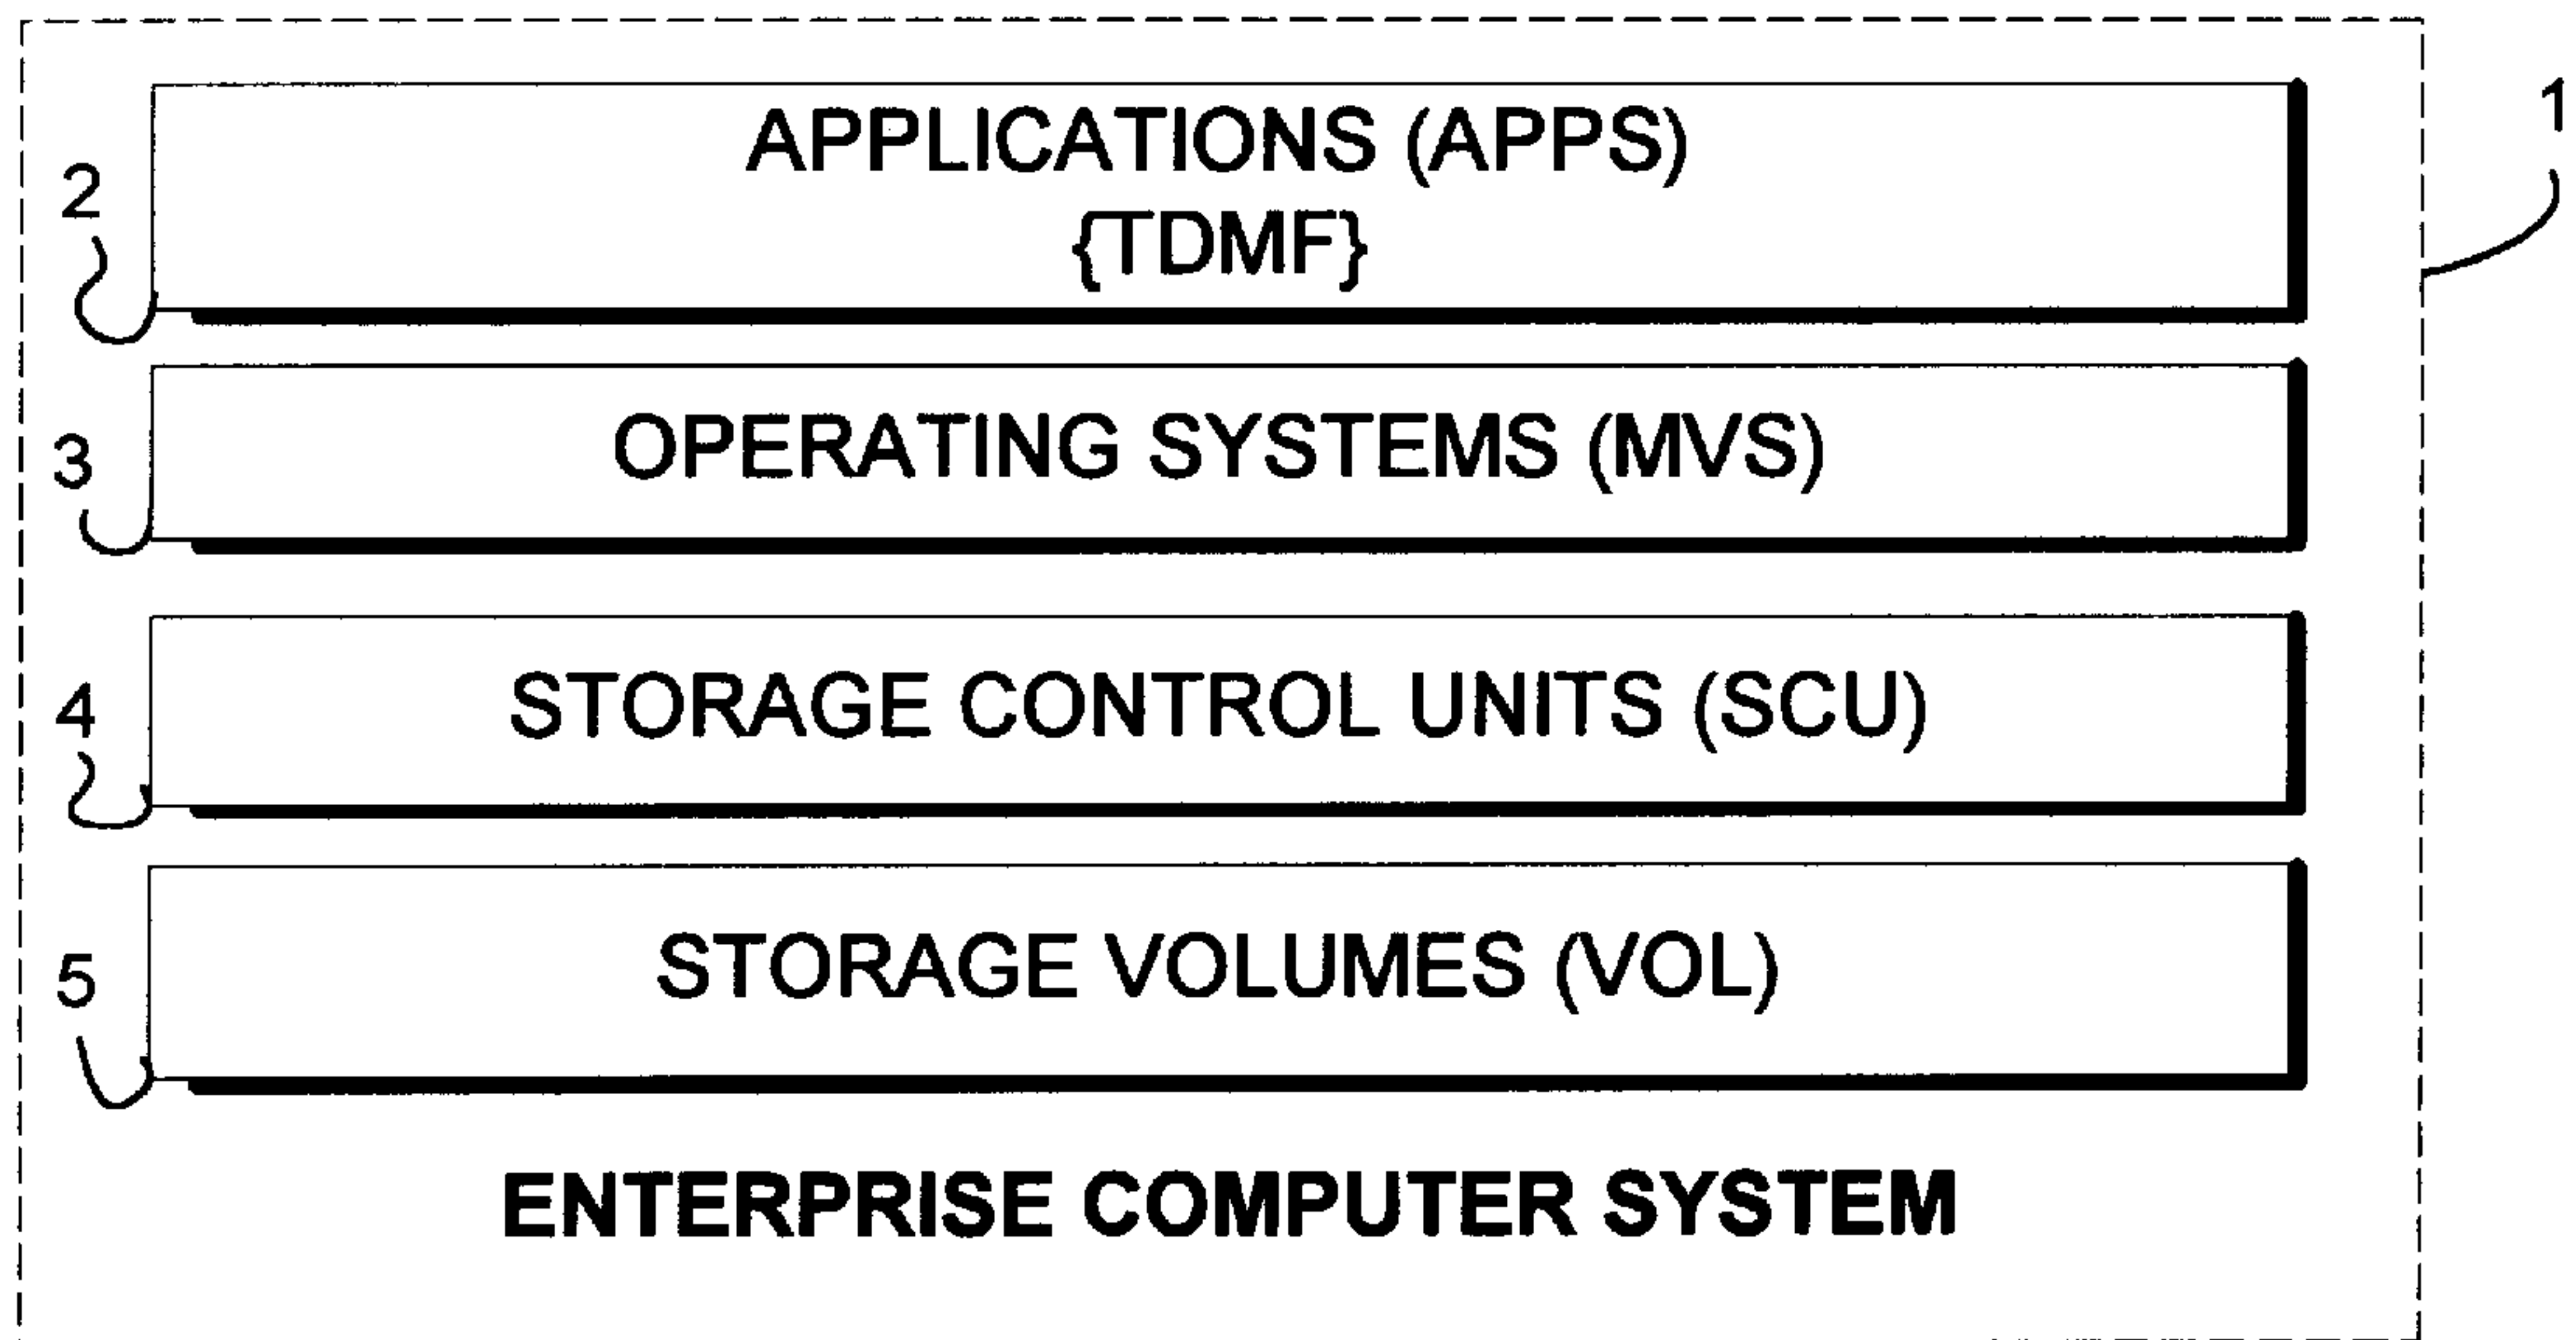 1
2
APPLICATIONS (APPS)
{TDMF}
3
OPERATING SYSTEMS (MVS)
4
STORAGE CONTROL UNITS (SCU)
5
STORAGE VOLUMES (VOL)
ENTERPRISE COMPUTER SYSTEM